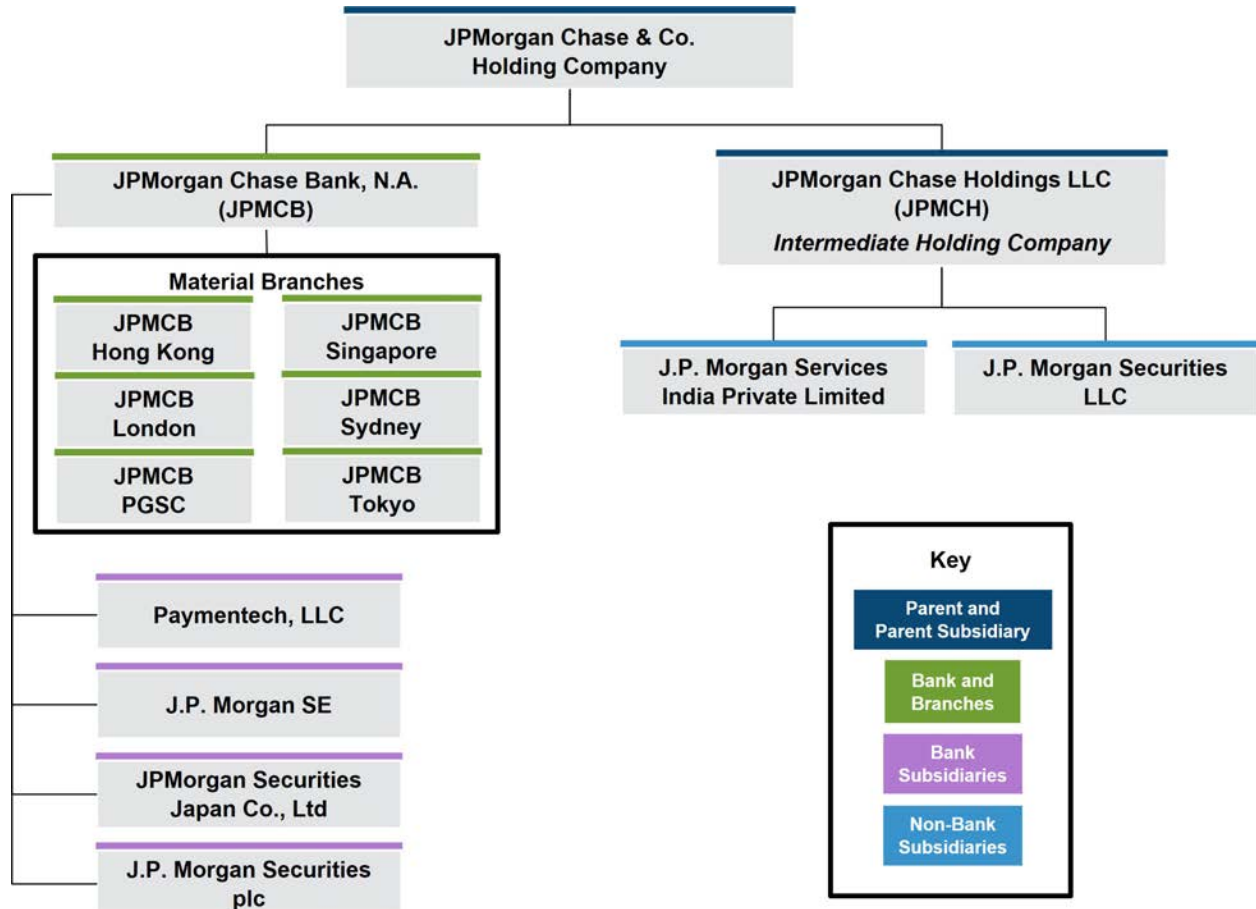 JPMorgan Chase & Co.
Holding Company
JPMorgan Chase Bank, N.A.
(JPMCB)
JPMorgan Chase Holdings LLC
(JPMCH)
Intermediate Holding Company
Material Branches
JPMCB
Hong Kong
JPMCB
Singapore
JPMCB
London
JPMCB
Sydney
JPMCB
PGSC
JPMCB
Tokyo
J.P. Morgan Services
India Private Limited
J.P. Morgan Securities
LLC
Paymentech, LLC
J.P. Morgan SE
JPMorgan Securities
Japan Co., Ltd
J.P. Morgan Securities
plc
Key
Parent and
Parent Subsidiary
Bank and
Branches
Bank
Subsidiaries
Non-Bank
Subsidiaries